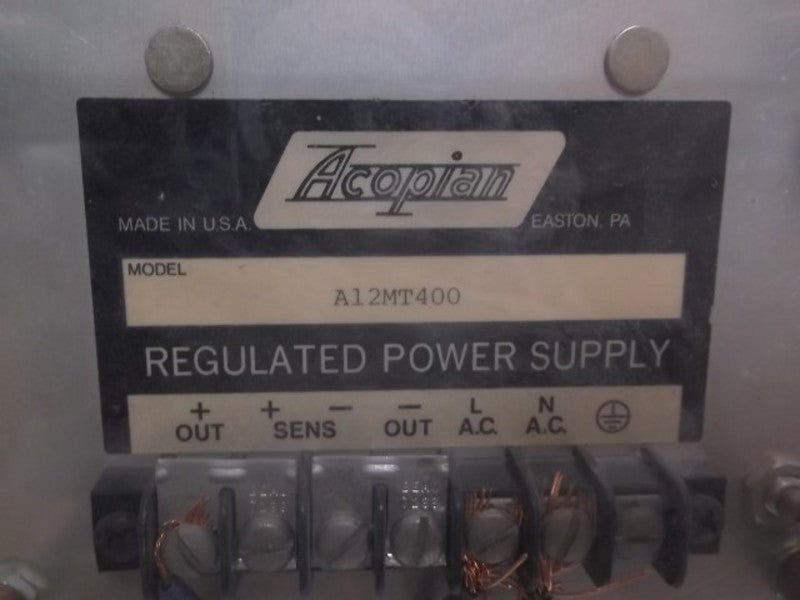 Acopian
MADE IN U.S.A. EASTON, PA
MODEL
A12MT400
REGULATED POWER SUPPLY
+ + − − L N
OUT SENS OUT A.C. A.C.